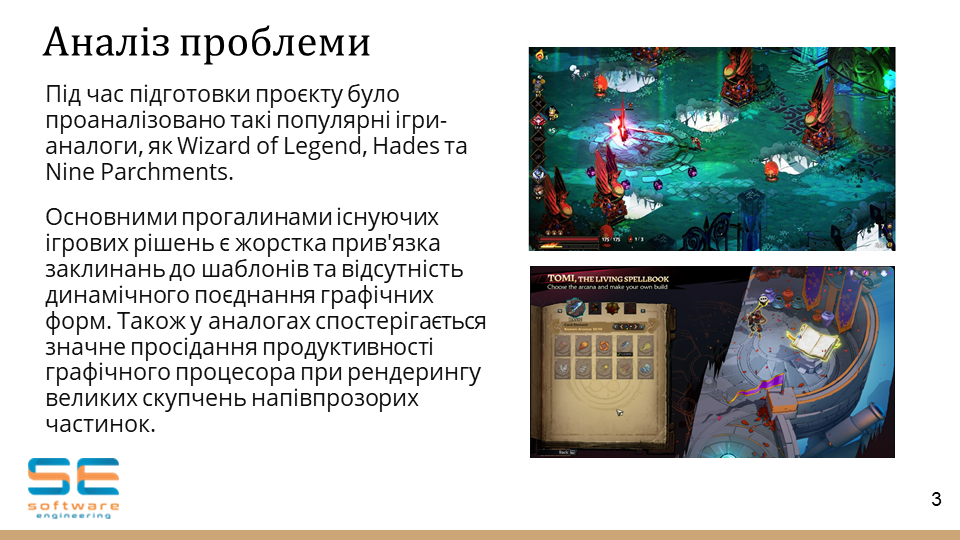 Аналіз проблеми
Під час підготовки проєкту було
проаналізовано такі популярні ігри-
аналоги, як Wizard of Legend, Hades та
Nine Parchments.
Основними прогалинами існуючих
ігрових рішень є жорстка прив'язка
заклинань до шаблонів та відсутність
динамічного поєднання графічних
форм. Також у аналогах спостерігається
значне просідання продуктивності
графічного процесора при рендерингу
великих скупчень напівпрозорих
частинок.
175 / 175
TOMI, THE LIVING SPELLBOOK
Choose the arcana and make your own build
Back
SE
software
engineering
3